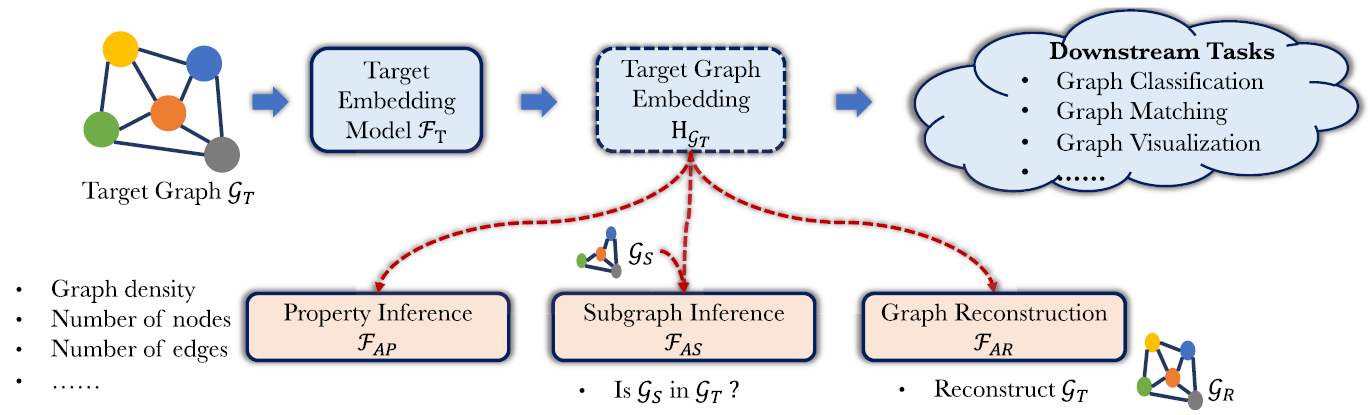 Target Graph 𝒢_T
Target
Embedding
Model ℱ_T
Target Graph
Embedding
H_𝒢_T
Downstream Tasks
• Graph Classification
• Graph Matching
• Graph Visualization
• ......
𝒢_S
• Graph density
• Number of nodes
• Number of edges
• ......
Property Inference
ℱ_AP
Subgraph Inference
ℱ_AS
• Is 𝒢_S in 𝒢_T ?
Graph Reconstruction
ℱ_AR
• Reconstruct 𝒢_T
𝒢_R